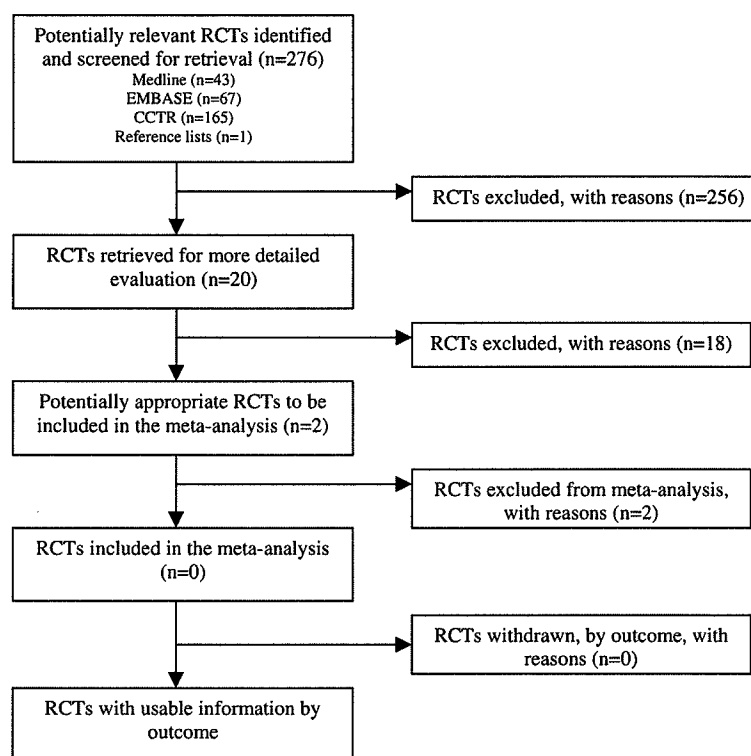 Potentially relevant RCTs identified
and screened for retrieval (n=276)
Medline (n=43)
EMBASE (n=67)
CCTR (n=165)
Reference lists (n=1)
RCTs excluded, with reasons (n=256)
RCTs retrieved for more detailed
evaluation (n=20)
RCTs excluded, with reasons (n=18)
Potentially appropriate RCTs to be
included in the meta-analysis (n=2)
RCTs excluded from meta-analysis,
with reasons (n=2)
RCTs included in the meta-analysis
(n=0)
RCTs withdrawn, by outcome, with
reasons (n=0)
RCTs with usable information by
outcome